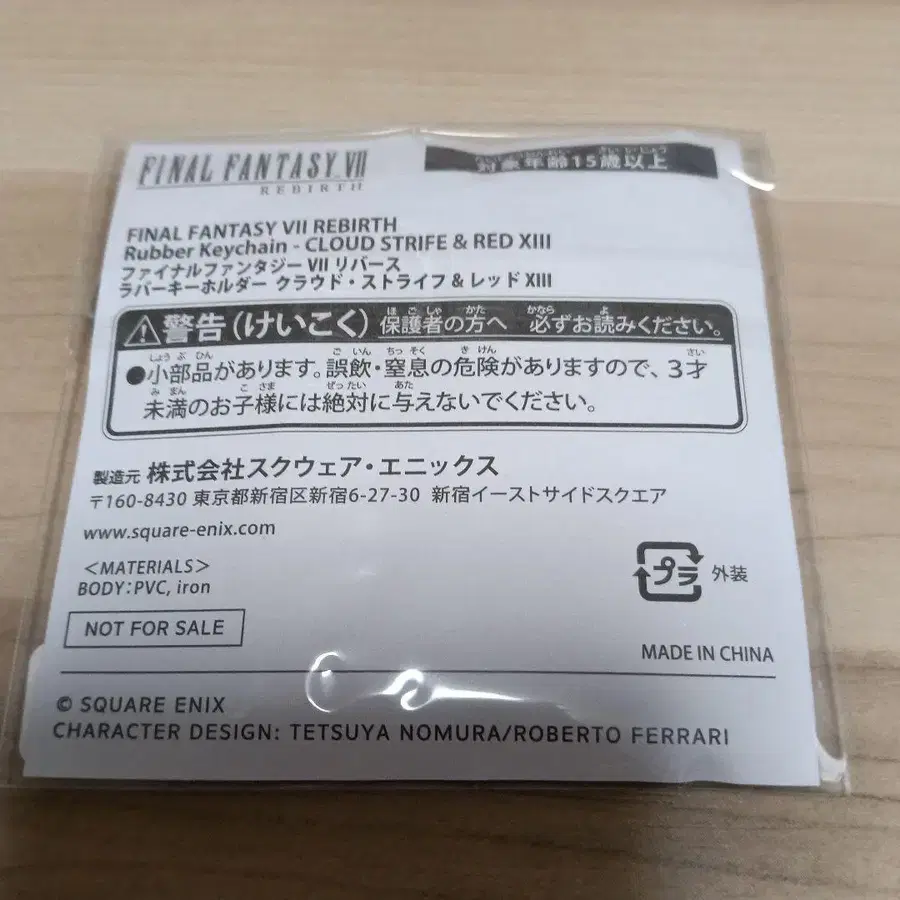 FINAL FANTASY VII
REBIRTH
対象年齢15歳以上
FINAL FANTASY VII REBIRTH
Rubber Keychain - CLOUD STRIFE & RED XIII
ファイナルファンタジー VII リバース
ラバーキーホルダー クラウド・ストライフ & レッド XIII
警告(けいこく) 保護者の方へ 必ずお読みください。
●小部品があります。誤飲・窒息の危険がありますので、3才
未満のお子様には絶対に与えないでください。
製造元 株式会社スクウェア・エニックス
〒160-8430 東京都新宿区新宿6-27-30 新宿イーストサイドスクエア
www.square-enix.com
<MATERIALS>
BODY:PVC, iron
プラ 外装
NOT FOR SALE
MADE IN CHINA
© SQUARE ENIX
CHARACTER DESIGN: TETSUYA NOMURA/ROBERTO FERRARI